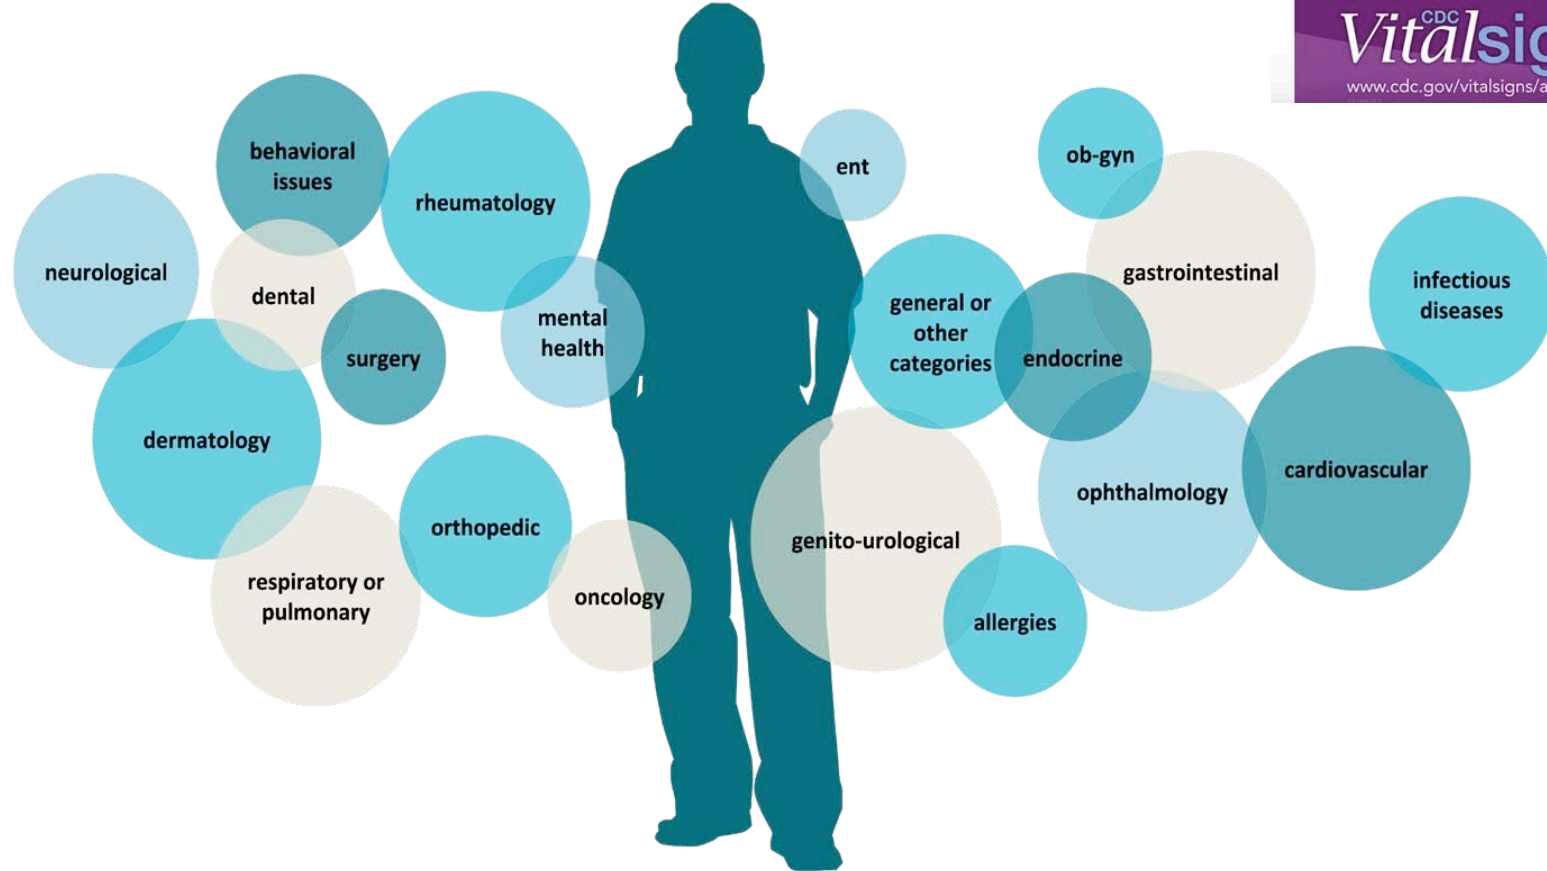 CDC
Vitalsig
www.cdc.gov/vitalsigns/a
behavioral
issues
rheumatology
ent
ob-gyn
neurological
dental
surgery
mental
health
general or
other
categories
endocrine
gastrointestinal
infectious
diseases
dermatology
orthopedic
respiratory or
pulmonary
oncology
genito-urological
allergies
ophthalmology
cardiovascular